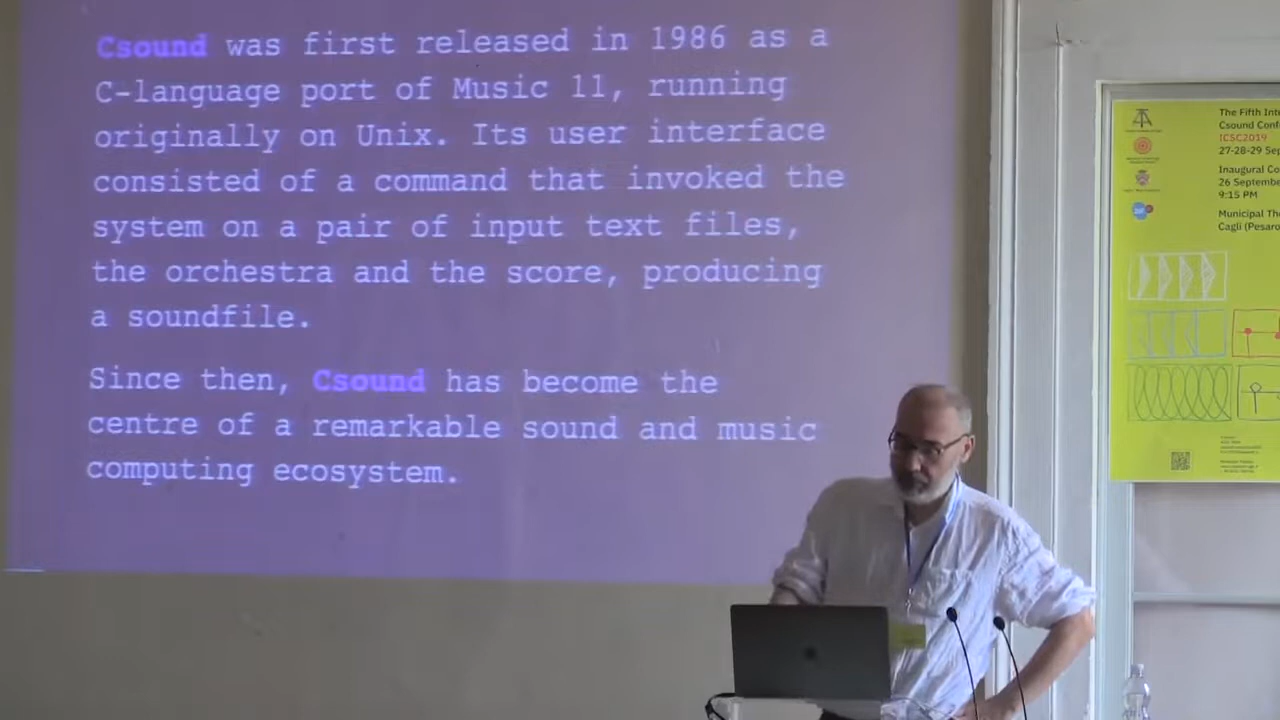 Csound was first released in 1986 as a
C-language port of Music 11, running
originally on Unix. Its user interface
consisted of a command that invoked the
system on a pair of input text files,
the orchestra and the score, producing
a soundfile.
Since then, Csound has become the
centre of a remarkable sound and music
computing ecosystem.
The Fifth Int
Csound Conf
ICSC2019
27-28-29 Sep
Inaugural Co
26 Septembe
9:15 PM
Municipal The
Cagli (Pesaro